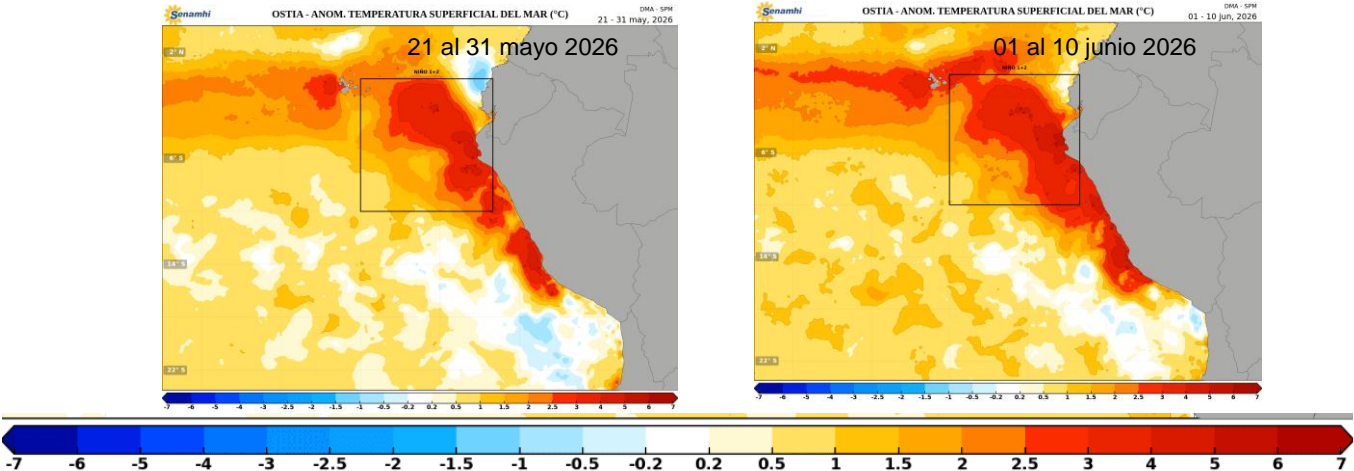 Senamhi
OSTIA - ANOM. TEMPERATURA SUPERFICIAL DEL MAR (°C)
DMA - SPM
21 - 31 may, 2026
21 al 31 mayo 2026
2° N
NIÑO 1+2
6° S
14° S
22° S
-7 -6 -5 -4 -3 -2.5 -2 -1.5 -1 -0.5 -0.2 0.2 0.5 1 1.5 2 2.5 3 4 5 6 7
Senamhi
OSTIA - ANOM. TEMPERATURA SUPERFICIAL DEL MAR (°C)
DMA - SPM
01 - 10 jun, 2026
01 al 10 junio 2026
2° N
NIÑO 1+2
6° S
14° S
22° S
-7 -6 -5 -4 -3 -2.5 -2 -1.5 -1 -0.5 -0.2 0.2 0.5 1 1.5 2 2.5 3 4 5 6 7
-7 -6 -5 -4 -3 -2.5 -2 -1.5 -1 -0.5 -0.2 0.2 0.5 1 1.5 2 2.5 3 4 5 6 7